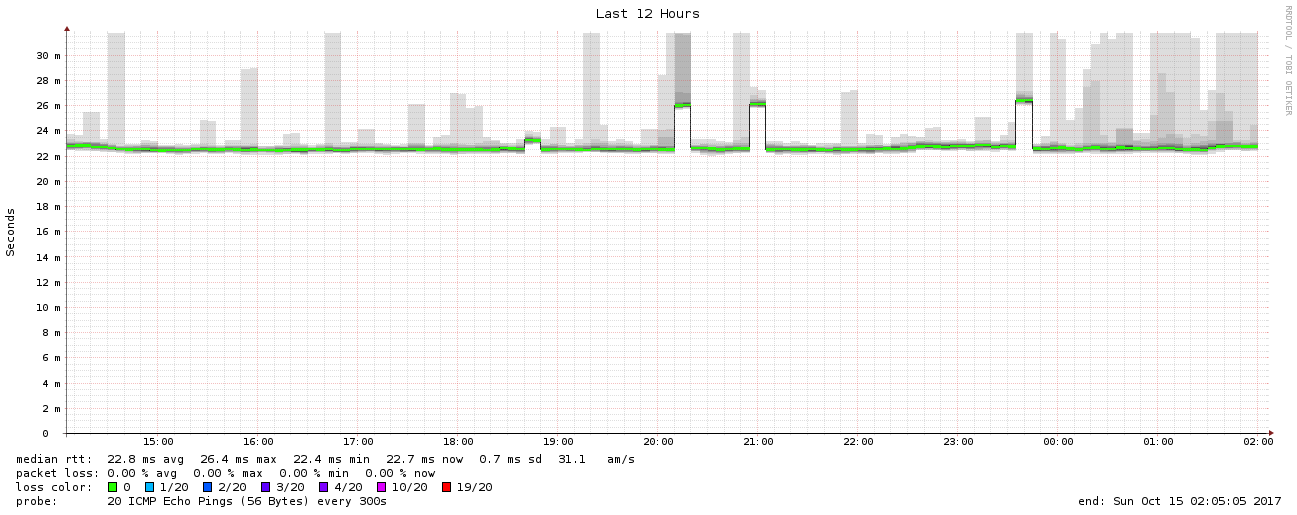 Last 12 Hours
RRDTOOL / TOBI OETIKER
Seconds
30 m
28 m
26 m
24 m
22 m
20 m
18 m
16 m
14 m
12 m
10 m
8 m
6 m
4 m
2 m
0
15:00 16:00 17:00 18:00 19:00 20:00 21:00 22:00 23:00 00:00 01:00 02:00
median rtt: 22.8 ms avg 26.4 ms max 22.4 ms min 22.7 ms now 0.7 ms sd 31.1 am/s
packet loss: 0.00 % avg 0.00 % max 0.00 % min 0.00 % now
loss color: 0 1/20 2/20 3/20 4/20 10/20 19/20
probe: 20 ICMP Echo Pings (56 Bytes) every 300s end: Sun Oct 15 02:05:05 2017